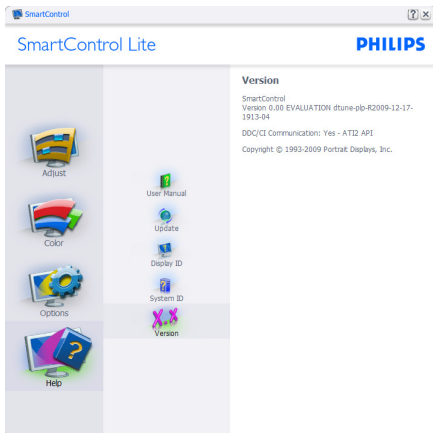 SmartControl
SmartControl Lite
PHILIPS
Adjust
Color
Options
Help
User Manual
Update
Display ID
System ID
Version
Version
SmartControl
Version 0.00 EVALUATION dtune-plp-R2009-12-17-
1913-04
DDC/CI Communication: Yes - ATI2 API
Copyright © 1993-2009 Portrait Displays, Inc.